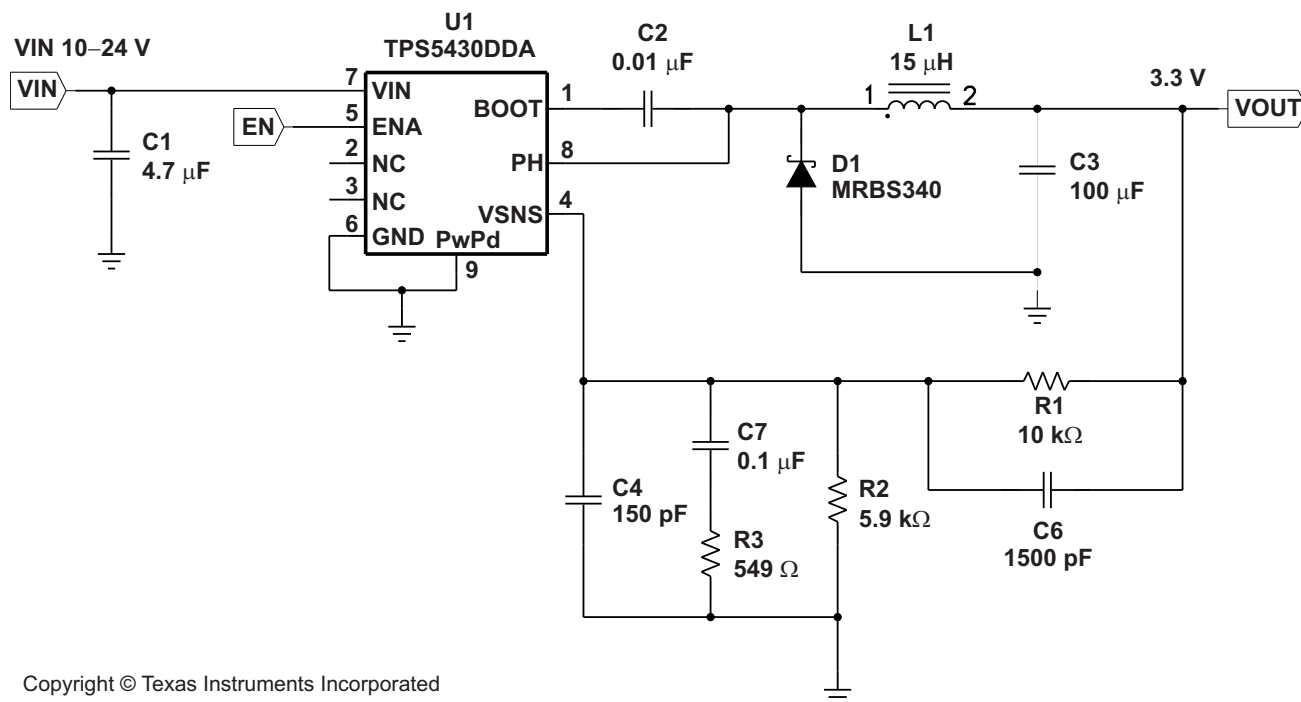 U1
TPS5430DDA
VIN 10–24 V
VIN
C1
4.7 μF
EN
7
5
2
3
6
VIN
ENA
NC
NC
GND
BOOT
PH
VSNS
PwPd
1
8
4
9
C2
0.01 μF
L1
15 μH
1
2
3.3 V
VOUT
D1
MRBS340
C3
100 μF
C4
150 pF
C7
0.1 μF
R3
549 Ω
R2
5.9 kΩ
R1
10 kΩ
C6
1500 pF
Copyright © Texas Instruments Incorporated